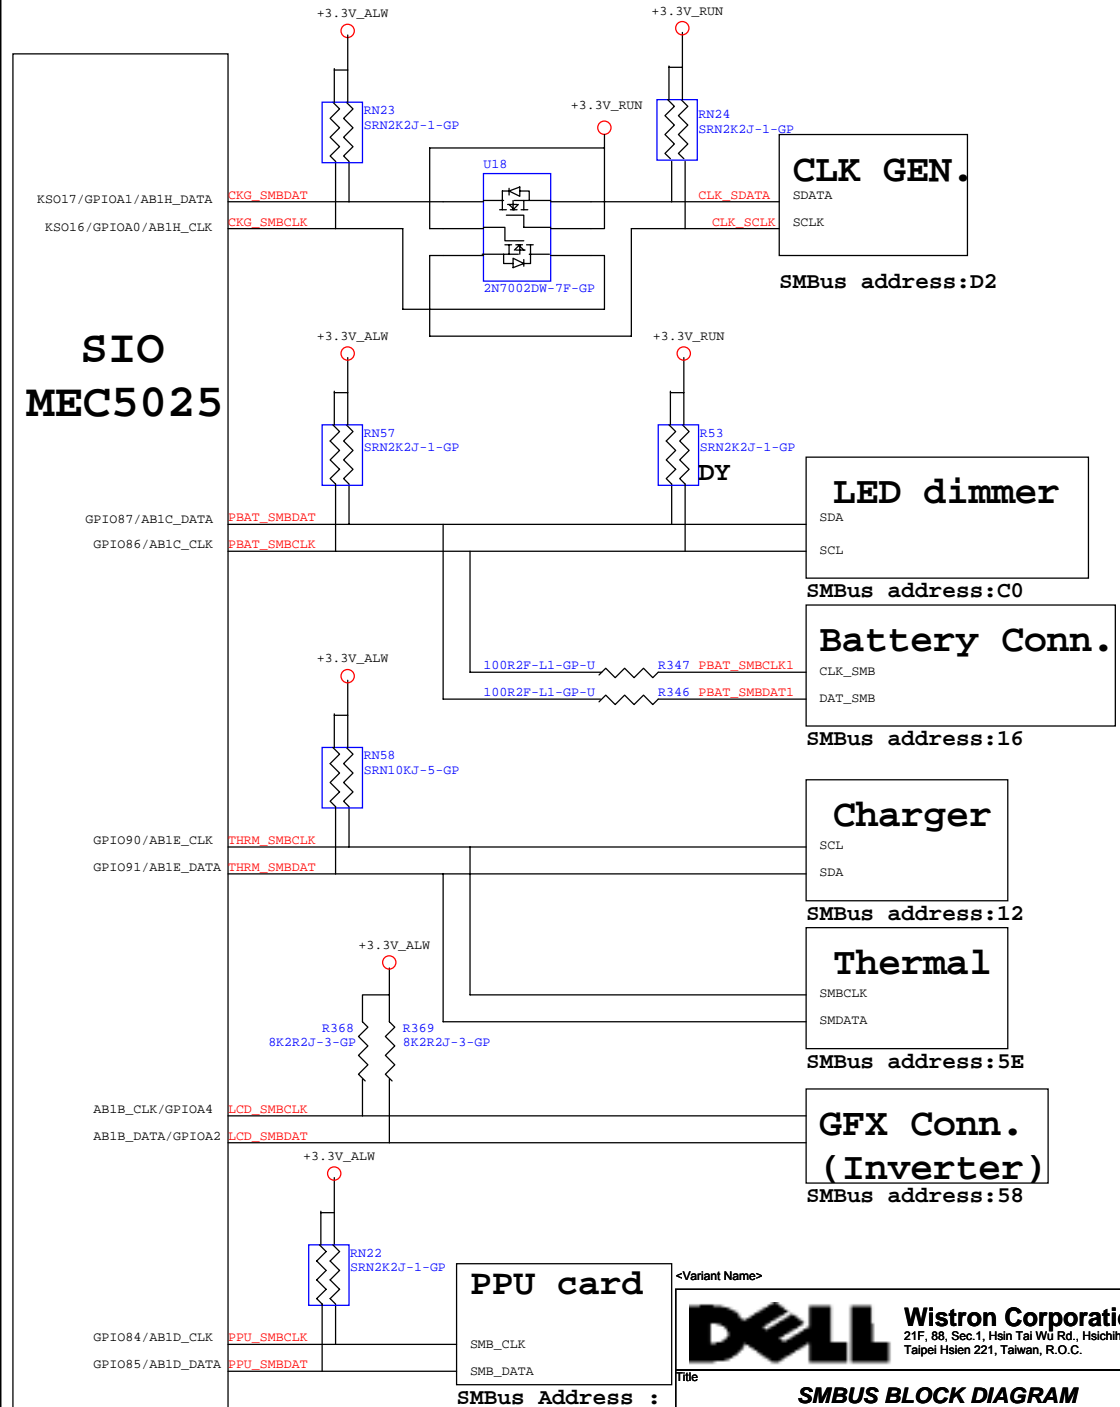 +3.3V_ALW
+3.3V_RUN
RN23
SRN2K2J-1-GP
+3.3V_RUN
RN24
SRN2K2J-1-GP
U18
CLK GEN.
KSO17/GPIOA1/AB1H_DATA
CKG_SMBDAT
CLK_SDATA
SDATA
KSO16/GPIOA0/AB1H_CLK
CKG_SMBCLK
CLK_SCLK
SCLK
2N7002DW-7F-GP
SMBus address:D2
SIO
MEC5025
+3.3V_ALW
+3.3V_RUN
RN57
SRN2K2J-1-GP
R53
SRN2K2J-1-GP
DY
LED dimmer
GPIO87/AB1C_DATA
PBAT_SMBDAT
SDA
GPIO86/AB1C_CLK
PBAT_SMBCLK
SCL
SMBus address:C0
Battery Conn.
+3.3V_ALW
100R2F-L1-GP-U
R347
PBAT_SMBCLK1
CLK_SMB
100R2F-L1-GP-U
R346
PBAT_SMBDAT1
DAT_SMB
SMBus address:16
RN58
SRN10KJ-5-GP
Charger
GPIO90/AB1E_CLK
THRM_SMBCLK
SCL
GPIO91/AB1E_DATA
THRM_SMBDAT
SDA
SMBus address:12
+3.3V_ALW
Thermal
SMBCLK
SMDATA
R368
8K2R2J-3-GP
R369
8K2R2J-3-GP
SMBus address:5E
AB1B_CLK/GPIOA4
LCD_SMBCLK
GFX Conn.
AB1B_DATA/GPIOA2
LCD_SMBDAT
(Inverter)
SMBus address:58
+3.3V_ALW
RN22
SRN2K2J-1-GP
PPU card
GPIO84/AB1D_CLK
PPU_SMBCLK
SMB_CLK
GPIO85/AB1D_DATA
PPU_SMBDAT
SMB_DATA
SMBus Address :
<Variant Name>
DELL
Wistron Corporati
21F, 88, Sec.1, Hsin Tai Wu Rd., Hsichih
Taipei Hsien 221, Taiwan, R.O.C.
Title
SMBUS BLOCK DIAGRAM